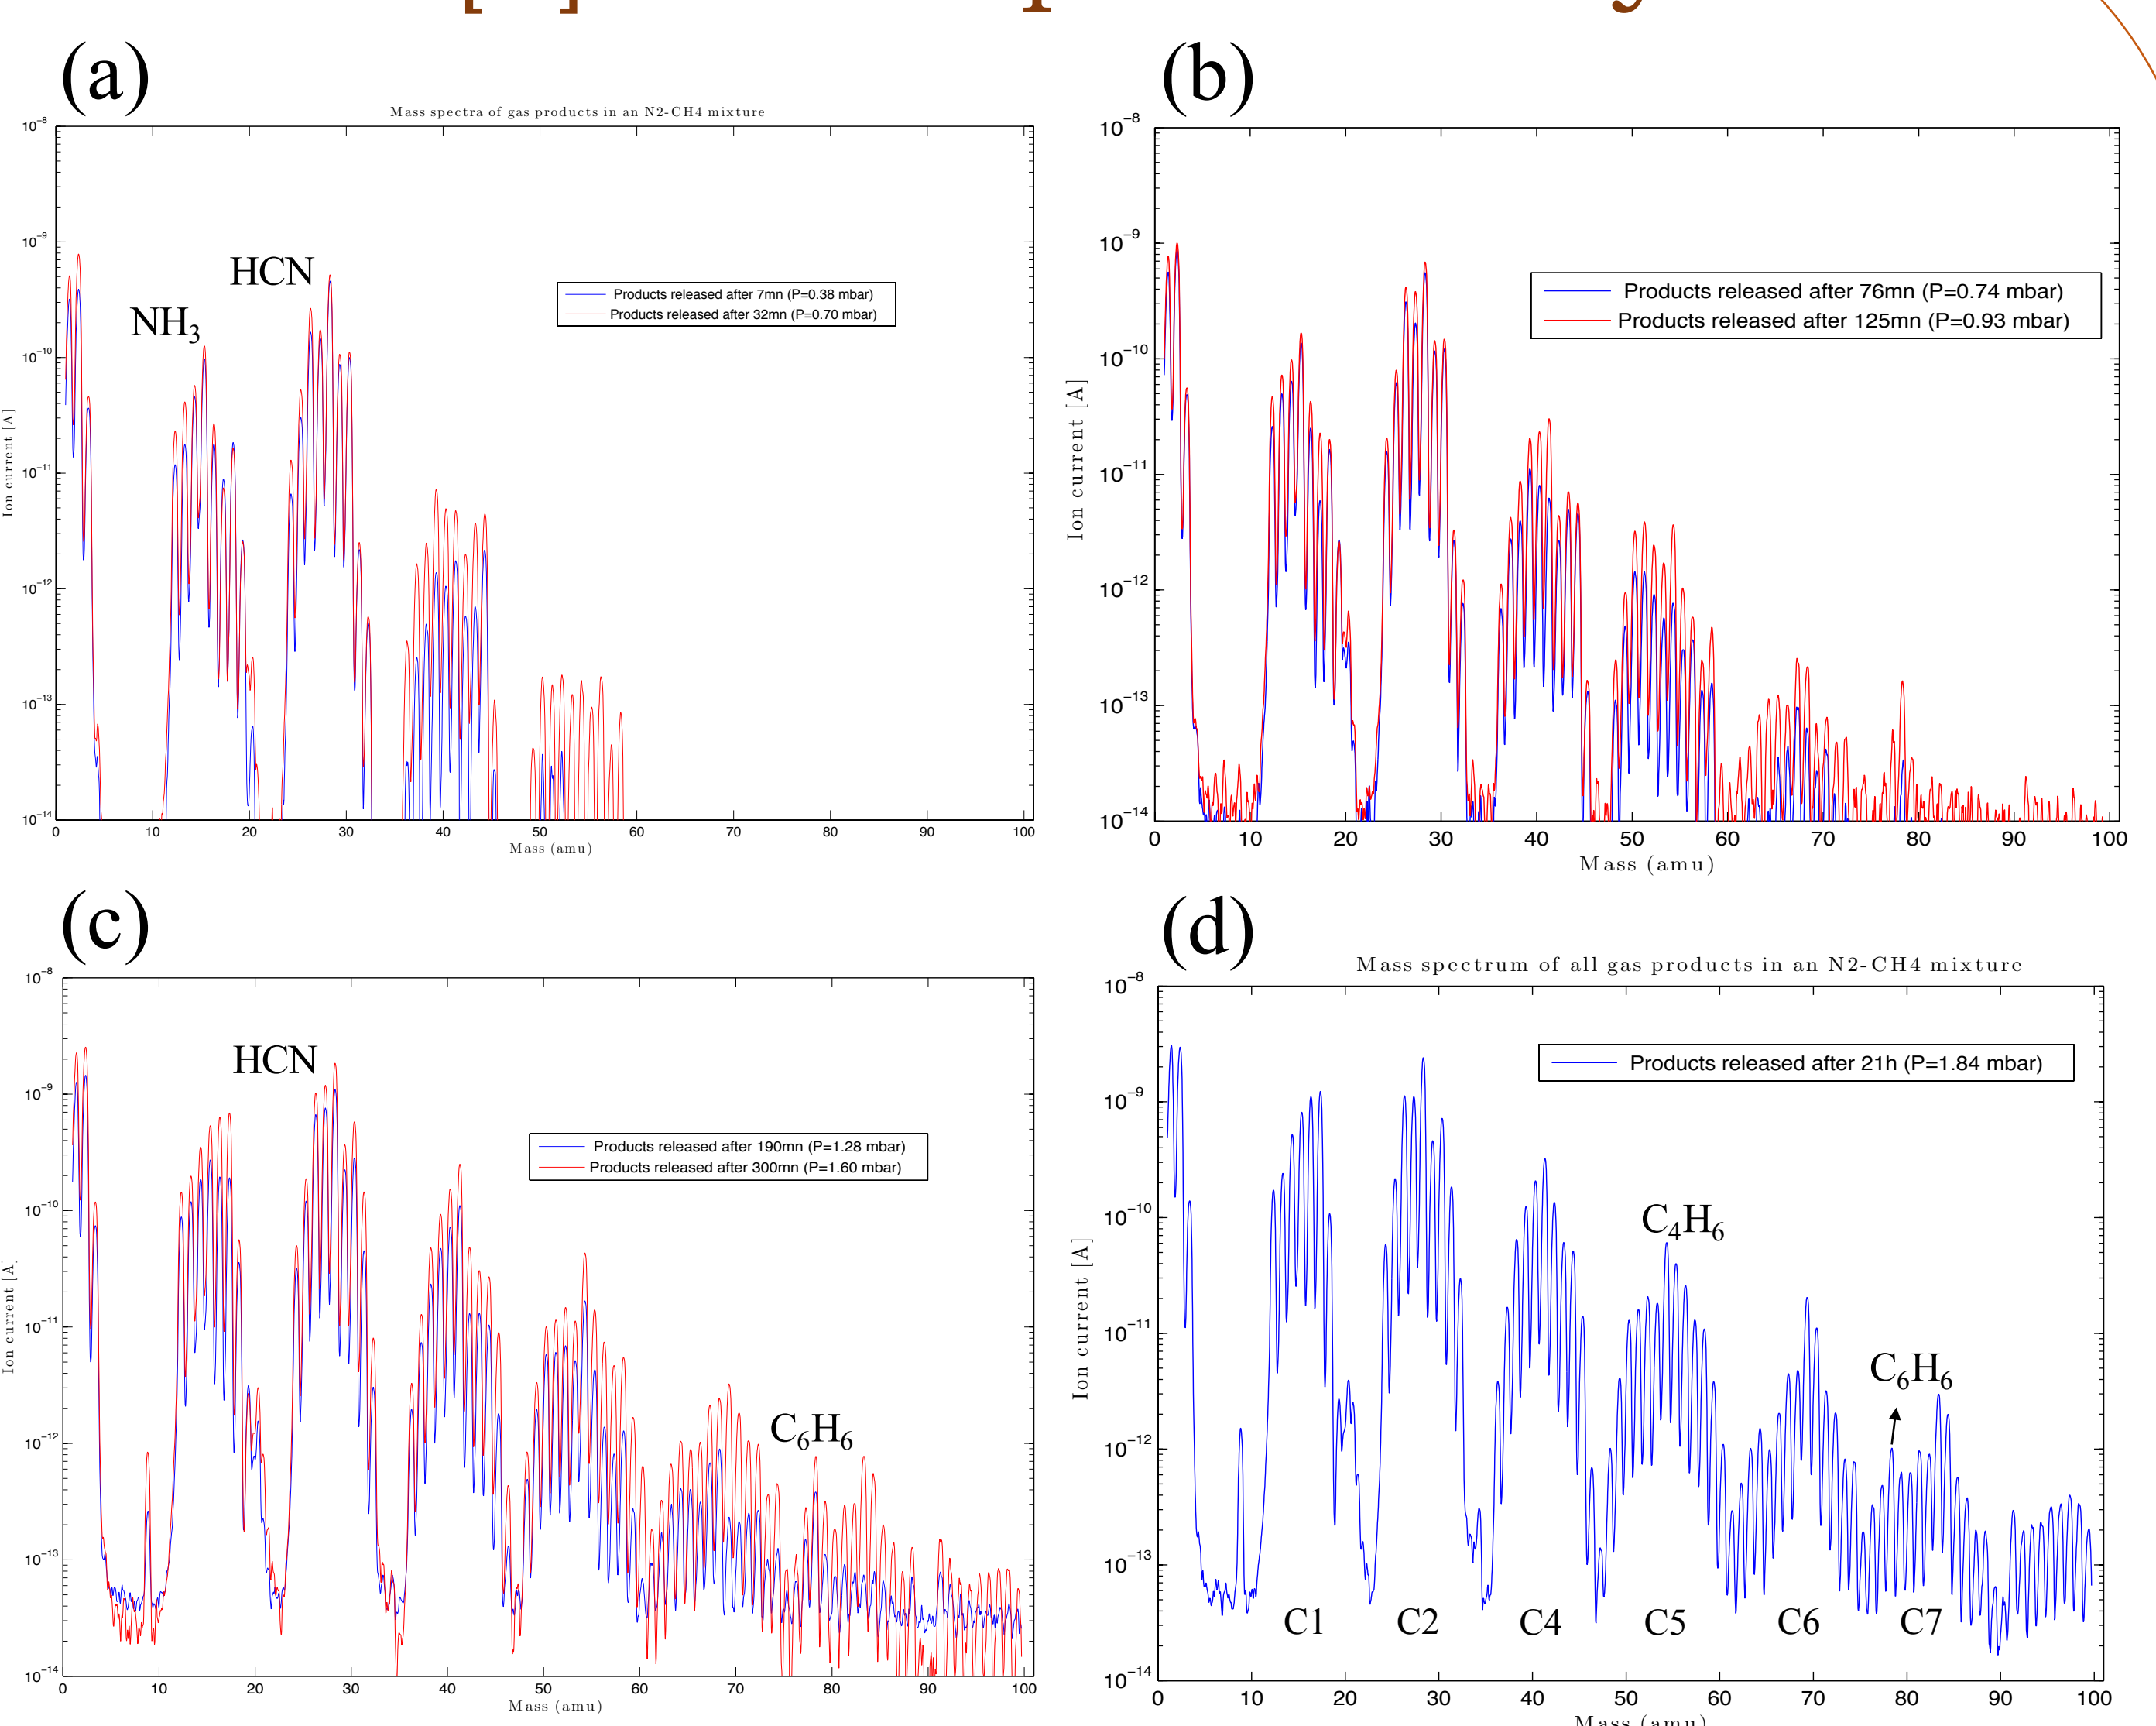 (a)
Mass spectra of gas products in an N2-CH4 mixture
10⁻⁸
10⁻⁹
10⁻¹⁰
10⁻¹¹
10⁻¹²
10⁻¹³
10⁻¹⁴
Ion current [A]
NH₃
HCN
Products released after 7mn (P=0.38 mbar)
Products released after 32mn (P=0.70 mbar)
0 10 20 30 40 50 60 70 80 90 100
Mass (amu)
(b)
10⁻⁸
10⁻⁹
10⁻¹⁰
10⁻¹¹
10⁻¹²
10⁻¹³
10⁻¹⁴
Ion current [A]
Products released after 76mn (P=0.74 mbar)
Products released after 125mn (P=0.93 mbar)
0 10 20 30 40 50 60 70 80 90 100
Mass (amu)
(c)
10⁻⁸
10⁻⁹
10⁻¹⁰
10⁻¹¹
10⁻¹²
10⁻¹³
10⁻¹⁴
Ion current [A]
HCN
Products released after 190mn (P=1.28 mbar)
Products released after 300mn (P=1.60 mbar)
C₆H₆
0 10 20 30 40 50 60 70 80 90 100
Mass (amu)
(d)
Mass spectrum of all gas products in an N2-CH4 mixture
10⁻⁸
10⁻⁹
10⁻¹⁰
10⁻¹¹
10⁻¹²
10⁻¹³
10⁻¹⁴
Ion current [A]
Products released after 21h (P=1.84 mbar)
C₄H₆
C₆H₆
C1 C2 C4 C5 C6 C7
0 10 20 30 40 50 60 70 80 90 100
Mass (amu)